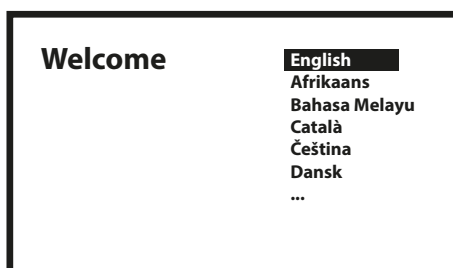 Welcome
English
Afrikaans
Bahasa Melayu
Català
Čeština
Dansk
...